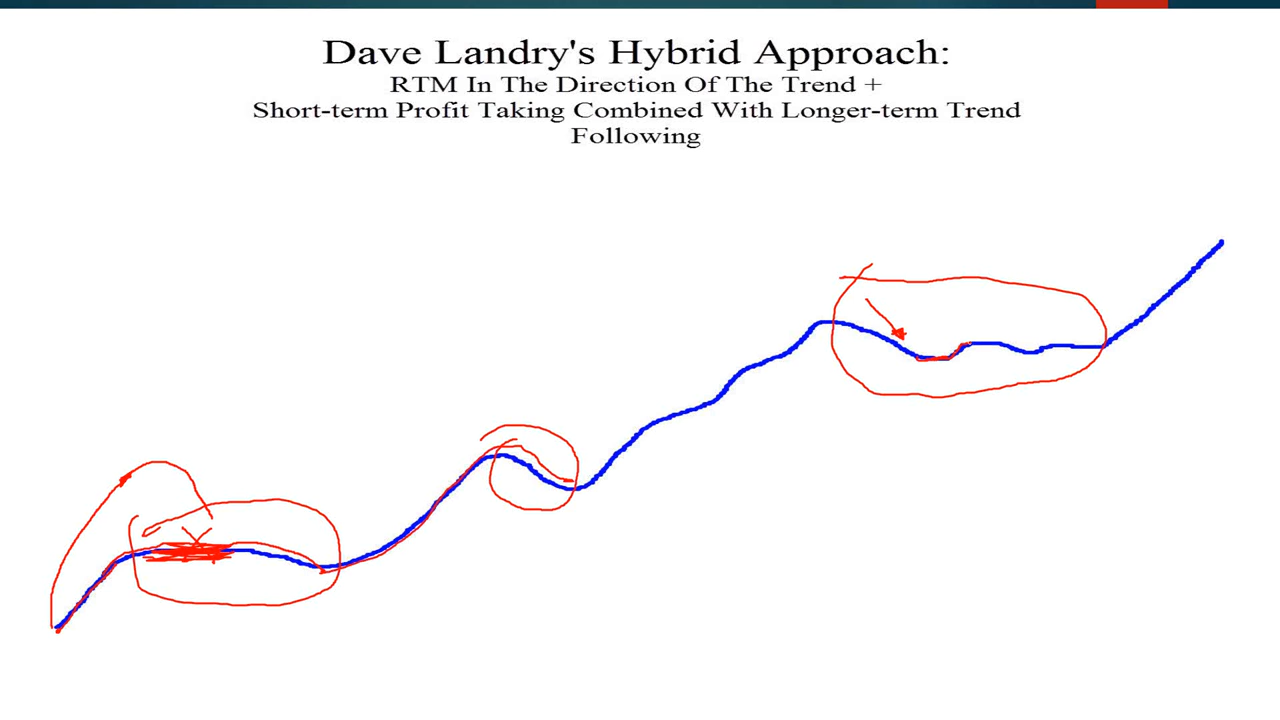 Dave Landry's Hybrid Approach:
RTM In The Direction Of The Trend +
Short-term Profit Taking Combined With Longer-term Trend
Following